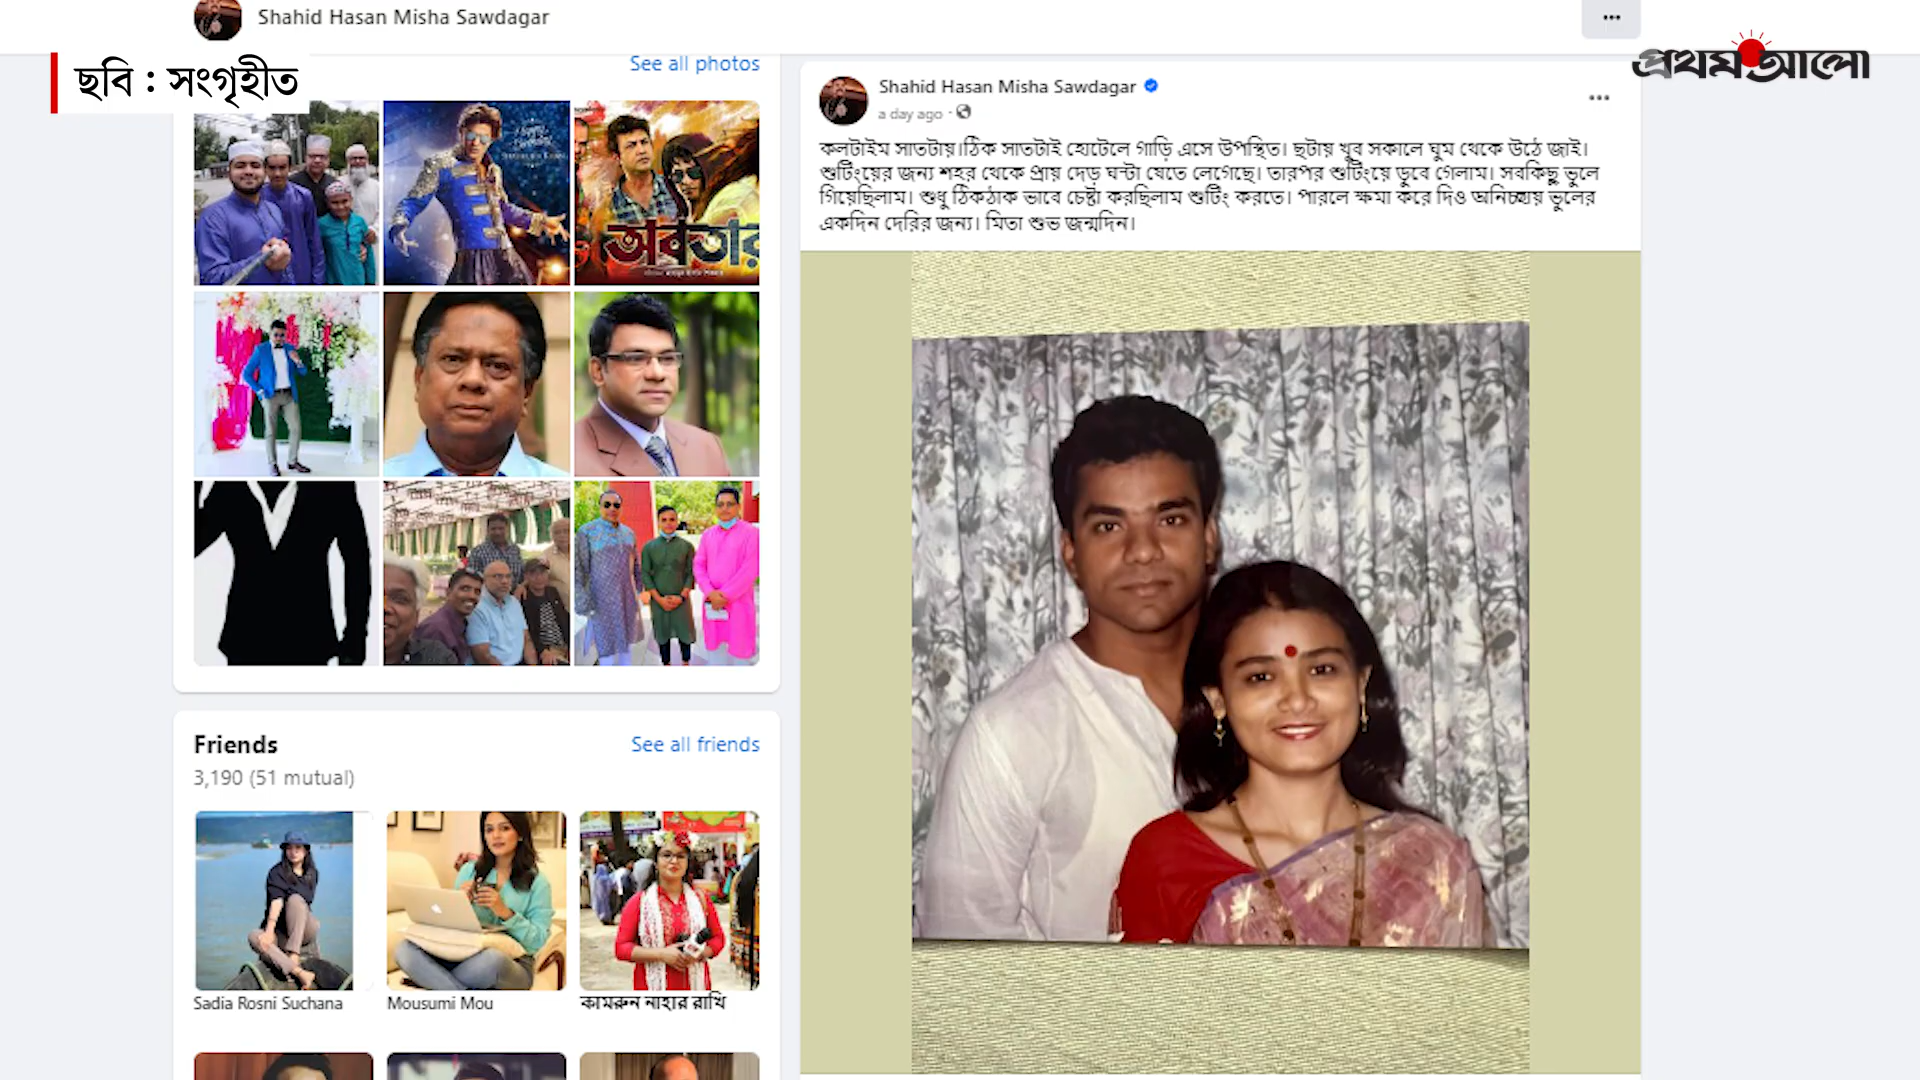 Shahid Hasan Misha Sawdagar
ছবি : সংগৃহীত
প্রথম আলো
See all photos
অবতার
Friends
See all friends
3,190 (51 mutual)
Sadia Rosni Suchana
Mousumi Mou
কামরুন নাহার রাখি
Shahid Hasan Misha Sawdagar
a day ago
কলটাইম সাতটায়।ঠিক সাতটাই হোটেলে গাড়ি এসে উপস্থিত। ছটায় খুব সকালে ঘুম থেকে উঠে জাই।
শুটিংয়ের জন্য শহর থেকে প্রায় দেড় ঘন্টা যেতে লেগেছে। তারপর শুটিংয়ে ডুবে গেলাম। সবকিছু ভুলে
গিয়েছিলাম। শুধু ঠিকঠাক ভাবে চেষ্টা করছিলাম শুটিং করতে। পারলে ক্ষমা করে দিও অনিচ্ছায় ভুলের
একদিন দেরির জন্য। মিতা শুভ জন্মদিন।